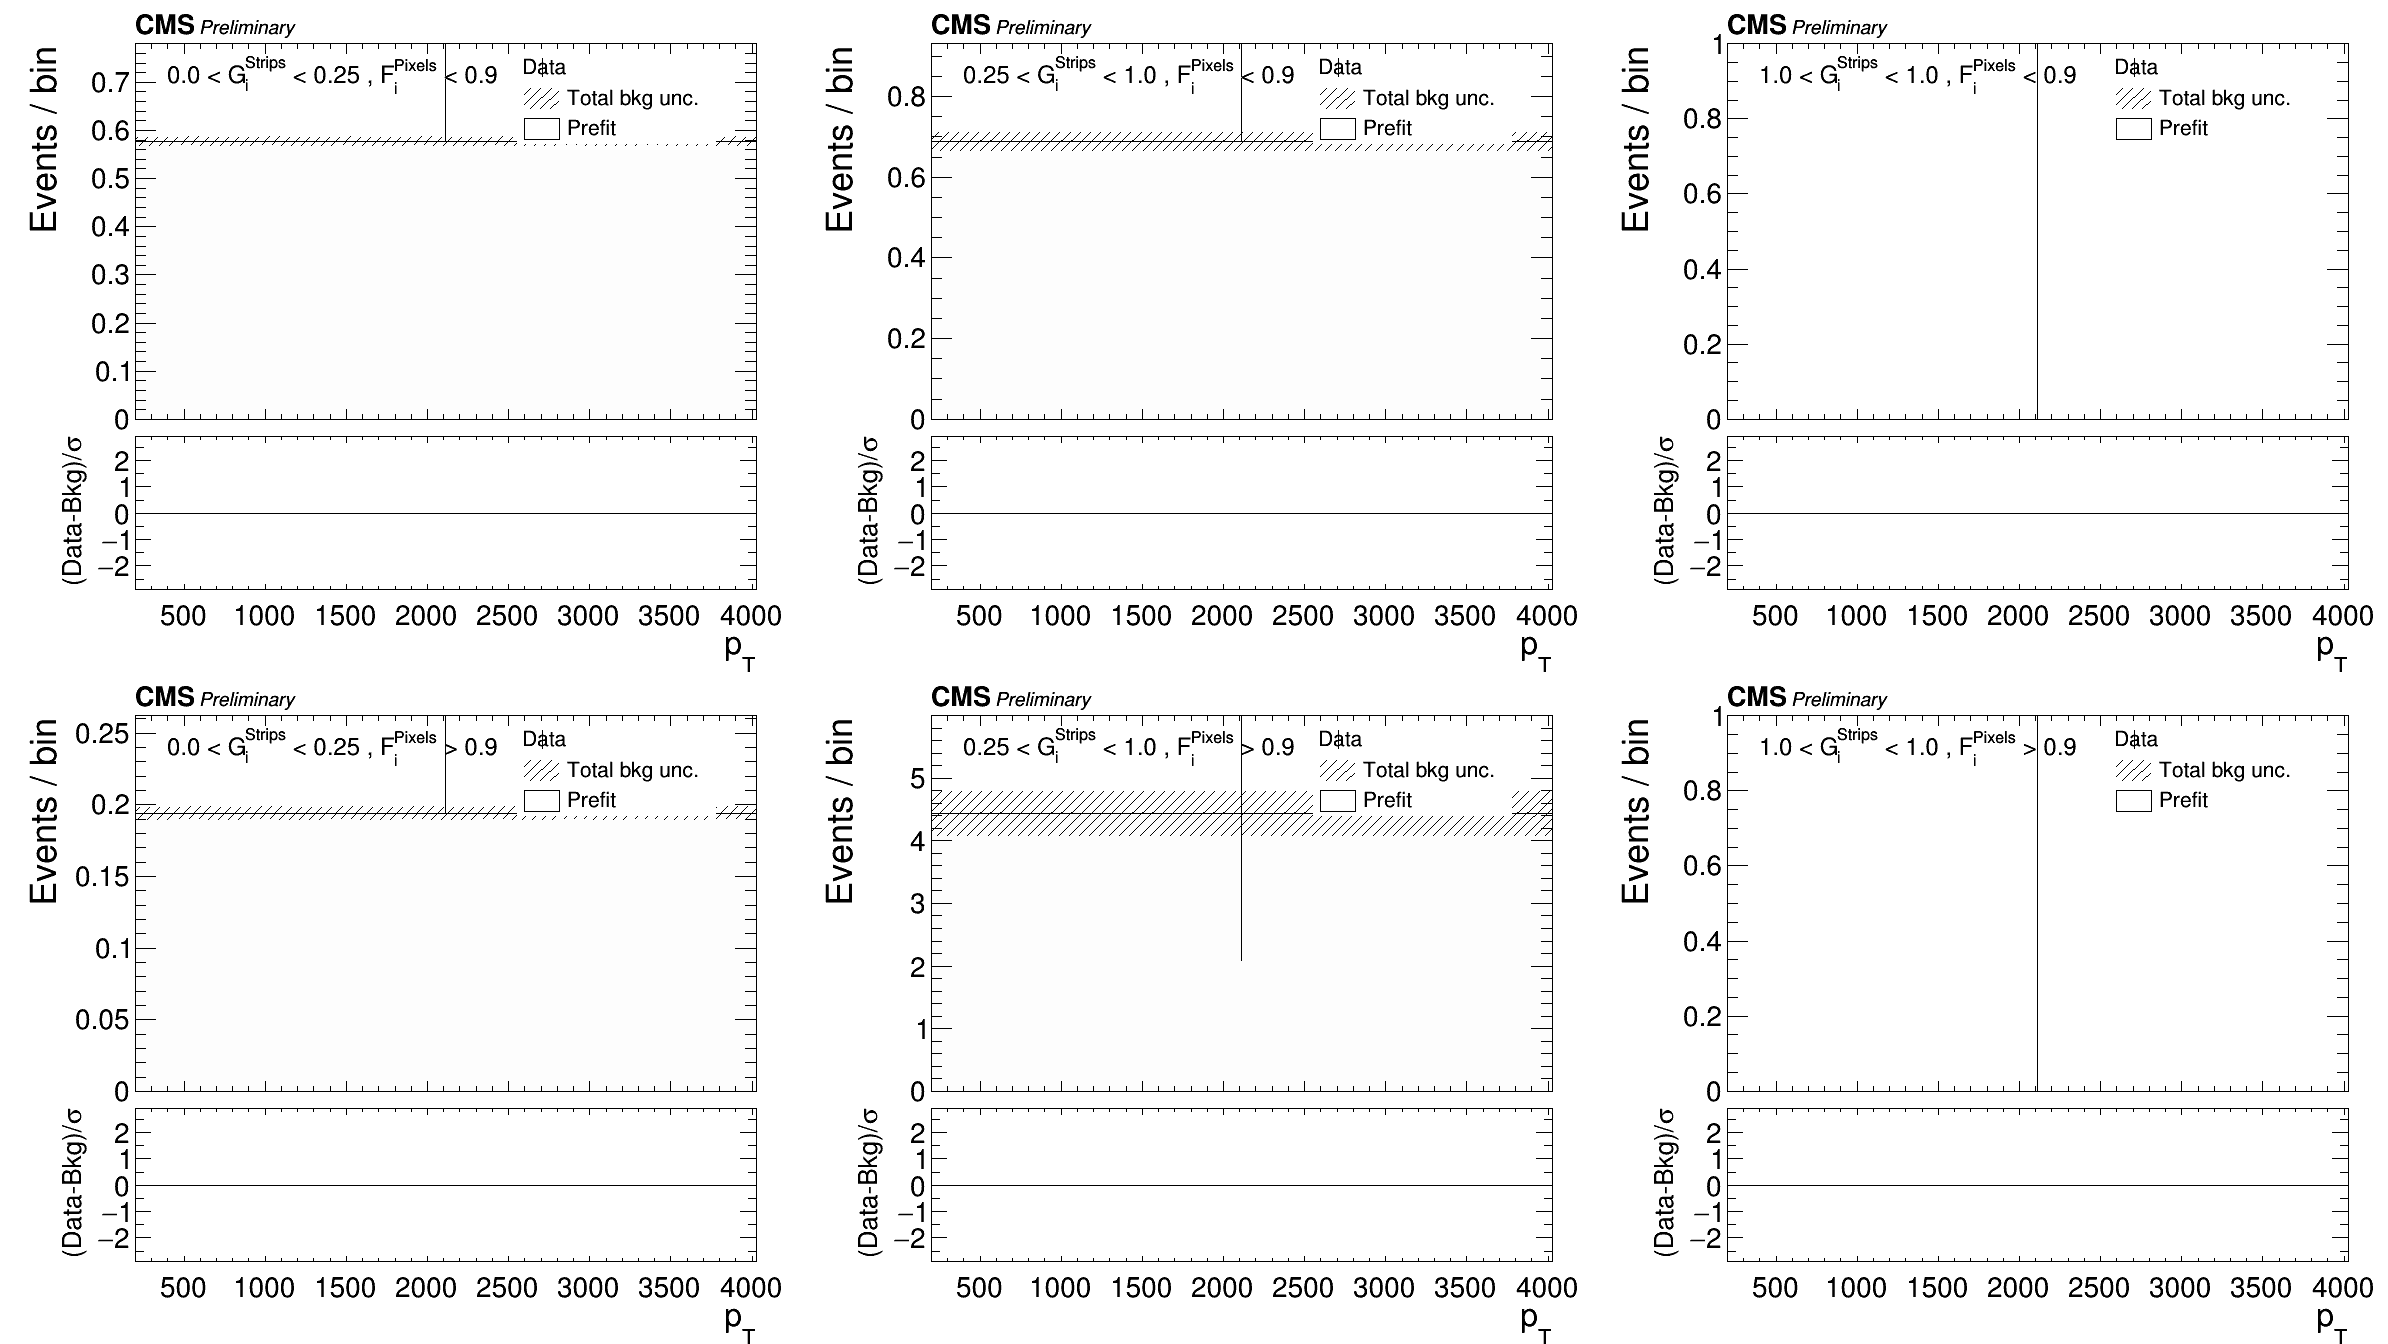 CMS Preliminary
Events / bin
0.0 < G_i^Strips < 0.25 , F_i^Pixels < 0.9
Data
Total bkg unc.
Prefit
0.7
0.6
0.5
0.4
0.3
0.2
0.1
0
(Data-Bkg)/σ
2
1
0
−1
−2
500 1000 1500 2000 2500 3000 3500 4000
p_T
CMS Preliminary
Events / bin
0.25 < G_i^Strips < 1.0 , F_i^Pixels < 0.9
Data
Total bkg unc.
Prefit
0.8
0.6
0.4
0.2
0
(Data-Bkg)/σ
2
1
0
−1
−2
500 1000 1500 2000 2500 3000 3500 4000
p_T
CMS Preliminary
Events / bin
1.0 < G_i^Strips < 1.0 , F_i^Pixels < 0.9
Data
Total bkg unc.
Prefit
1
0.8
0.6
0.4
0.2
0
(Data-Bkg)/σ
2
1
0
−1
−2
500 1000 1500 2000 2500 3000 3500 4000
p_T
CMS Preliminary
Events / bin
0.0 < G_i^Strips < 0.25 , F_i^Pixels > 0.9
Data
Total bkg unc.
Prefit
0.25
0.2
0.15
0.1
0.05
0
(Data-Bkg)/σ
2
1
0
−1
−2
500 1000 1500 2000 2500 3000 3500 4000
p_T
CMS Preliminary
Events / bin
0.25 < G_i^Strips < 1.0 , F_i^Pixels > 0.9
Data
Total bkg unc.
Prefit
5
4
3
2
1
0
(Data-Bkg)/σ
2
1
0
−1
−2
500 1000 1500 2000 2500 3000 3500 4000
p_T
CMS Preliminary
Events / bin
1.0 < G_i^Strips < 1.0 , F_i^Pixels > 0.9
Data
Total bkg unc.
Prefit
1
0.8
0.6
0.4
0.2
0
(Data-Bkg)/σ
2
1
0
−1
−2
500 1000 1500 2000 2500 3000 3500 4000
p_T